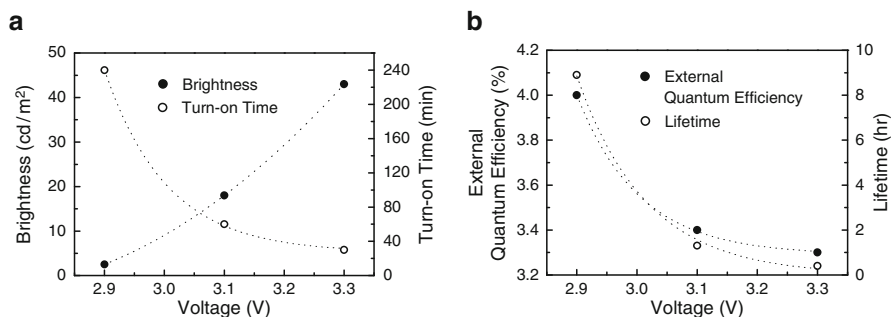 a
50
40
30
20
10
0
Brightness (cd/m²)
Brightness
Turn-on Time
240
200
160
120
80
40
0
Turn-on Time (min)
2.9
3.0
3.1
3.2
3.3
Voltage (V)
b
4.2
4.0
3.8
3.6
3.4
3.2
External
Quantum Efficiency (%)
External
Quantum Efficiency
Lifetime
10
8
6
4
2
0
Lifetime (hr)
2.9
3.0
3.1
3.2
3.3
Voltage (V)